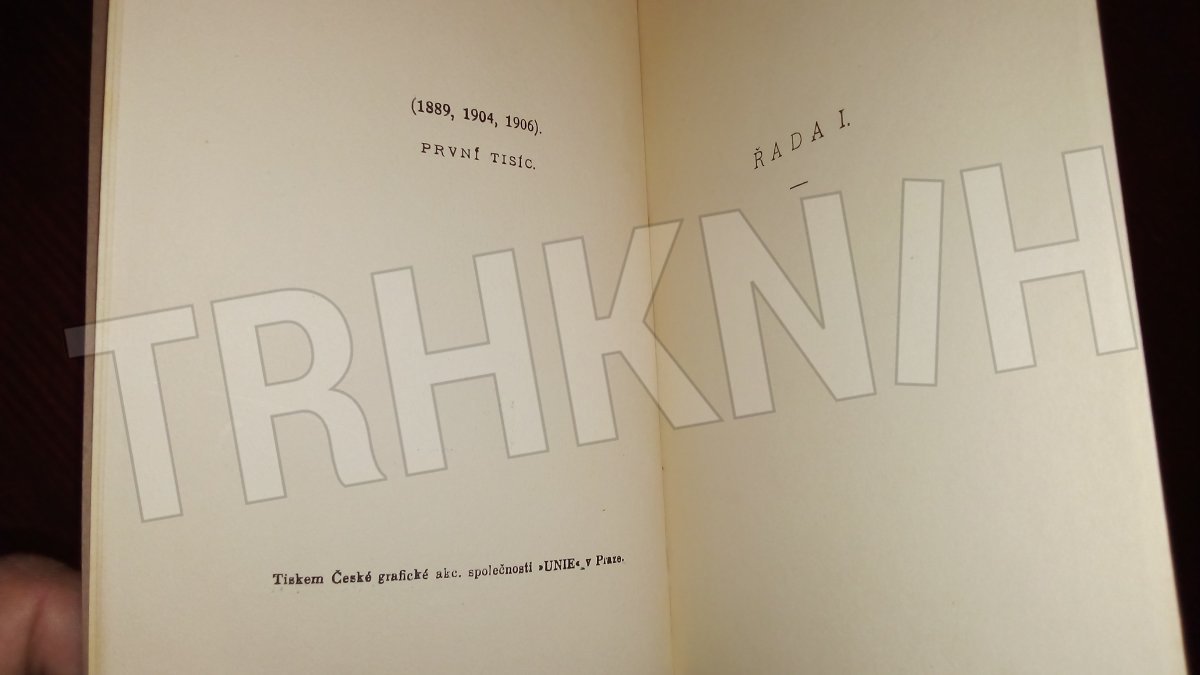 (1889, 1904, 1906).
PRVNÍ TISÍC.
Tiskem České grafické akc. společnosti »UNIE« v Praze.
ŘADA I.
TRHKNIH